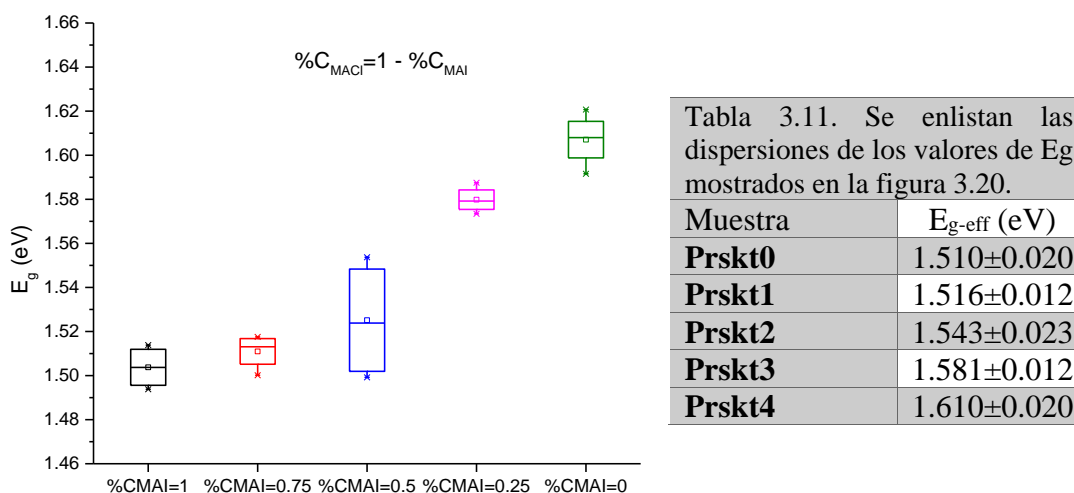 1.66
1.64
1.62
1.60
1.58
1.56
1.54
1.52
1.50
1.48
1.46
E_g (eV)
%C_MACl=1 - %C_MAI
%CMAI=1 %CMAI=0.75 %CMAI=0.5 %CMAI=0.25 %CMAI=0
Tabla 3.11. Se enlistan las
dispersiones de los valores de Eg
mostrados en la figura 3.20.
Muestra E_g-eff (eV)
Prskt0 1.510±0.020
Prskt1 1.516±0.012
Prskt2 1.543±0.023
Prskt3 1.581±0.012
Prskt4 1.610±0.020